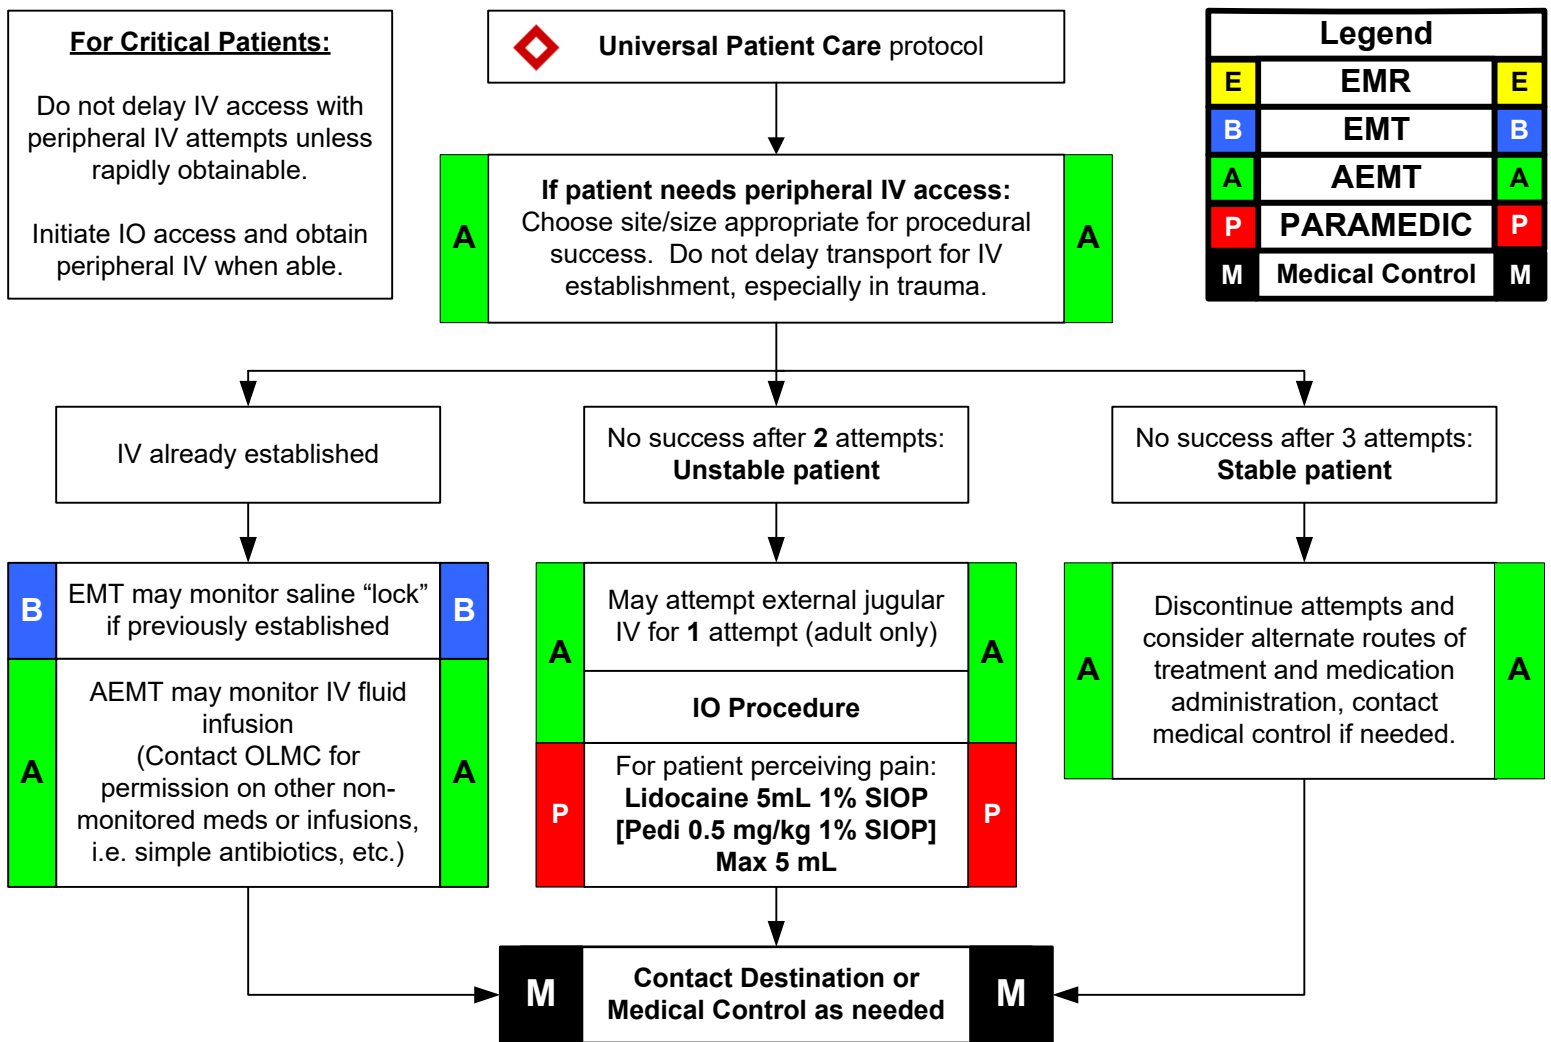 For Critical Patients:
Do not delay IV access with
peripheral IV attempts unless
rapidly obtainable.
Initiate IO access and obtain
peripheral IV when able.
Universal Patient Care protocol
Legend
E EMR E
B EMT B
A AEMT A
P PARAMEDIC P
M Medical Control M
A
If patient needs peripheral IV access:
Choose site/size appropriate for procedural
success.  Do not delay transport for IV
establishment, especially in trauma.
A
IV already established
No success after 2 attempts:
Unstable patient
No success after 3 attempts:
Stable patient
B
EMT may monitor saline “lock”
if previously established
B
A
AEMT may monitor IV fluid
infusion
(Contact OLMC for
permission on other non-
monitored meds or infusions,
i.e. simple antibiotics, etc.)
A
A
May attempt external jugular
IV for 1 attempt (adult only)
IO Procedure
A
P
For patient perceiving pain:
Lidocaine 5mL 1% SIOP
[Pedi 0.5 mg/kg 1% SIOP]
Max 5 mL
P
A
Discontinue attempts and
consider alternate routes of
treatment and medication
administration, contact
medical control if needed.
A
M
Contact Destination or
Medical Control as needed
M